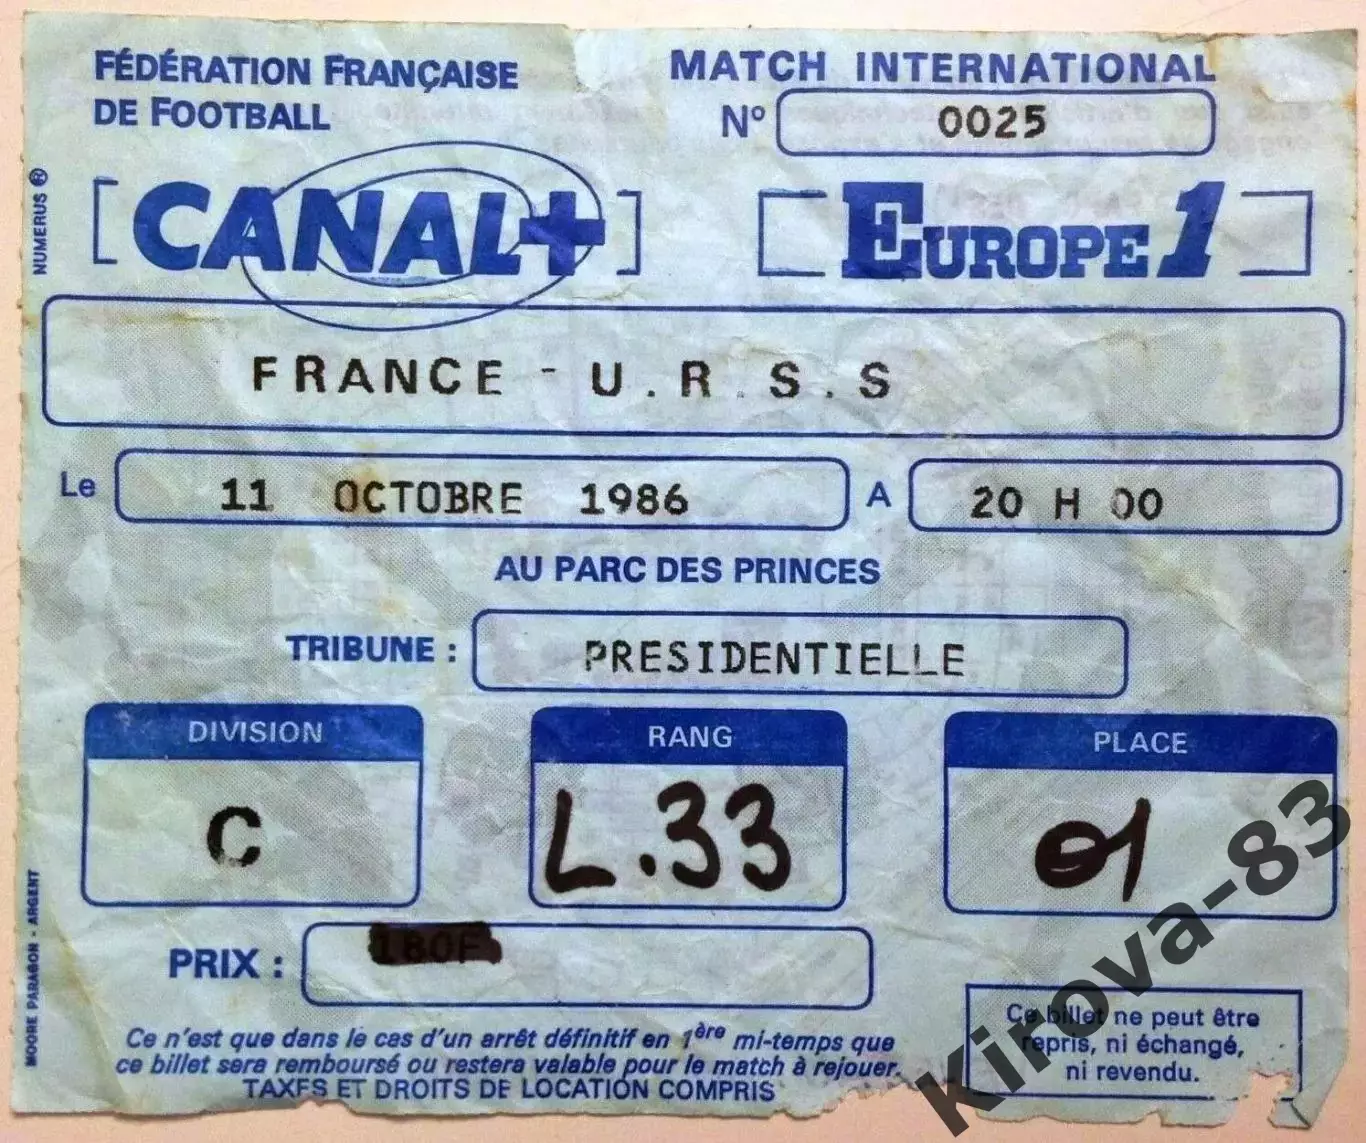 FÉDÉRATION FRANÇAISE
DE FOOTBALL
MATCH INTERNATIONAL
Nº 0025
NUMERUS
CANAL+
EUROPE 1
FRANCE - U.R.S.S
Le 11 OCTOBRE 1986 A 20 H 00
AU PARC DES PRINCES
TRIBUNE : PRESIDENTIELLE
DIVISION RANG PLACE
C L.33 01
MOORE PARAGON - ARGENT
PRIX : 180F
Ce n'est que dans le cas d'un arrêt définitif en 1ère mi-temps que
ce billet sera remboursé ou restera valable pour le match à rejouer.
TAXES ET DROITS DE LOCATION COMPRIS
Ce billet ne peut être
repris, ni échangé,
ni revendu.
Kirova-83